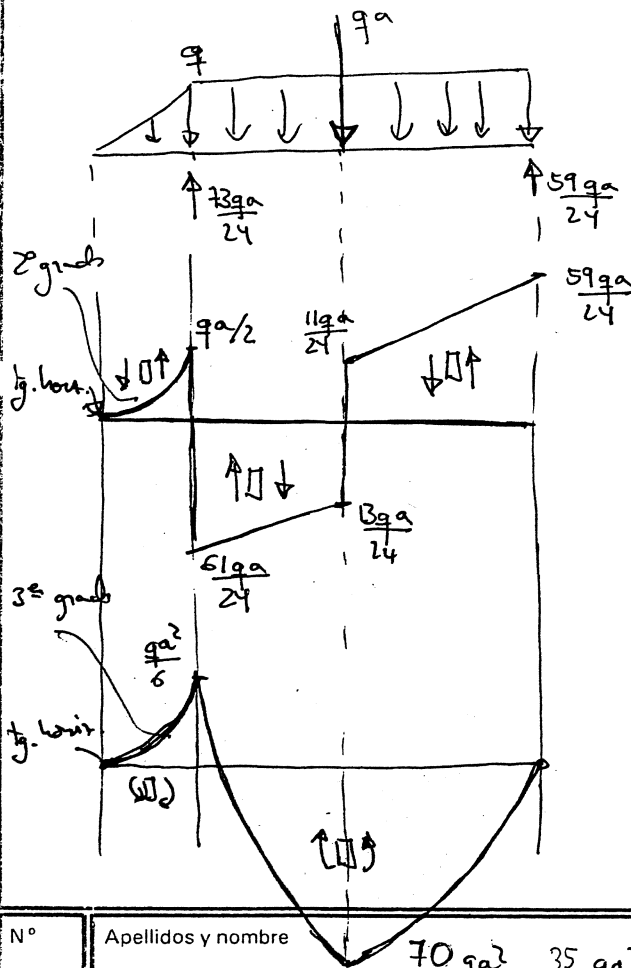 qa
q
73qa/24
59qa/24
2º grado
59qa/24
qa/2
11qa/24
tg. horiz.
13qa/24
61qa/24
3er grado
qa²/6
tg. horiz
Nº
Apellidos y nombre
70 qa² 35 qa²